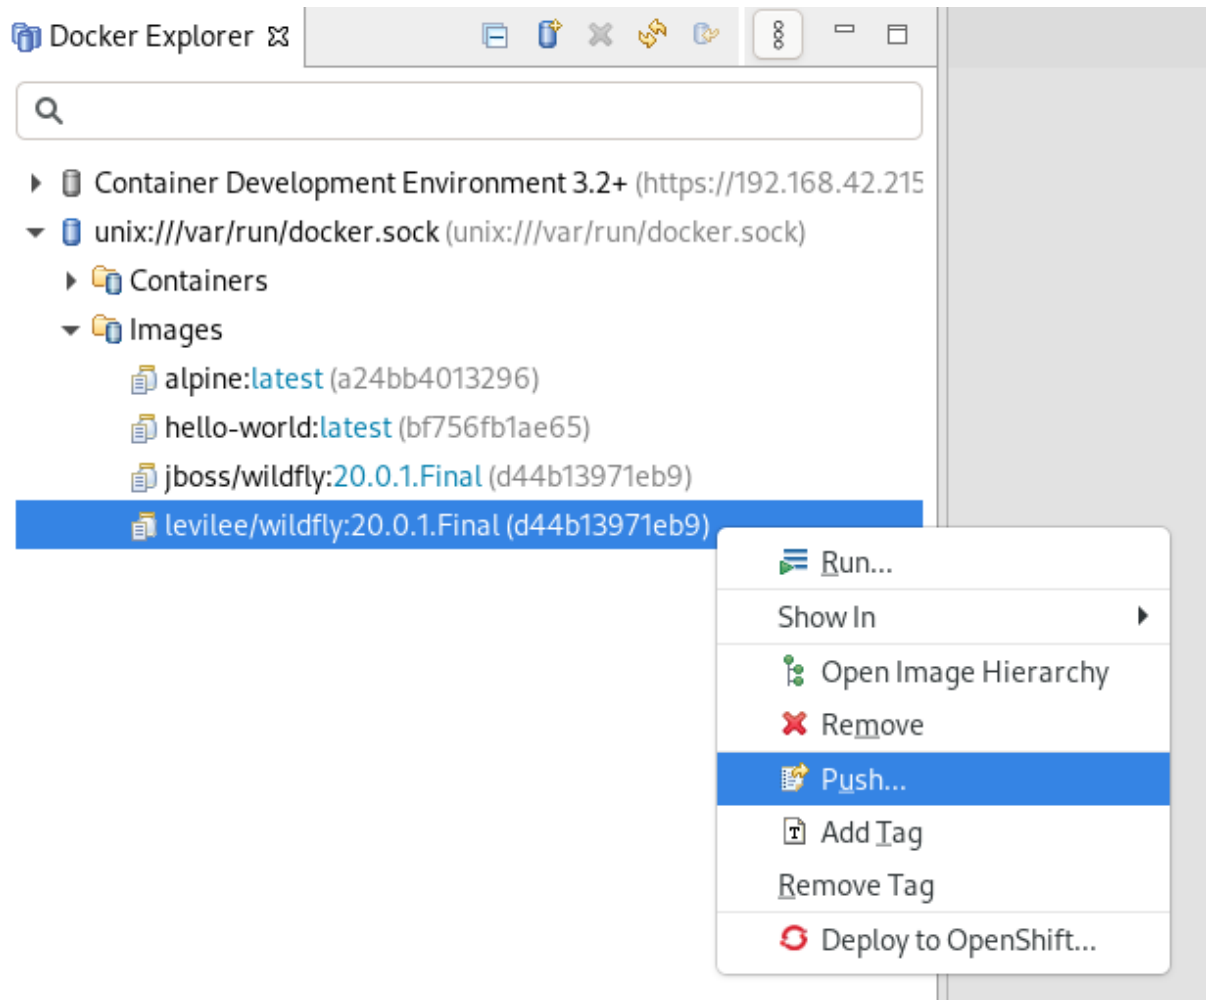 Docker Explorer
Container Development Environment 3.2+ (https://192.168.42.215
unix:///var/run/docker.sock (unix:///var/run/docker.sock)
Containers
Images
alpine:latest (a24bb4013296)
hello-world:latest (bf756fb1ae65)
jboss/wildfly:20.0.1.Final (d44b13971eb9)
levilee/wildfly:20.0.1.Final (d44b13971eb9)
Run...
Show In
Open Image Hierarchy
Remove
Push...
Add Tag
Remove Tag
Deploy to OpenShift...